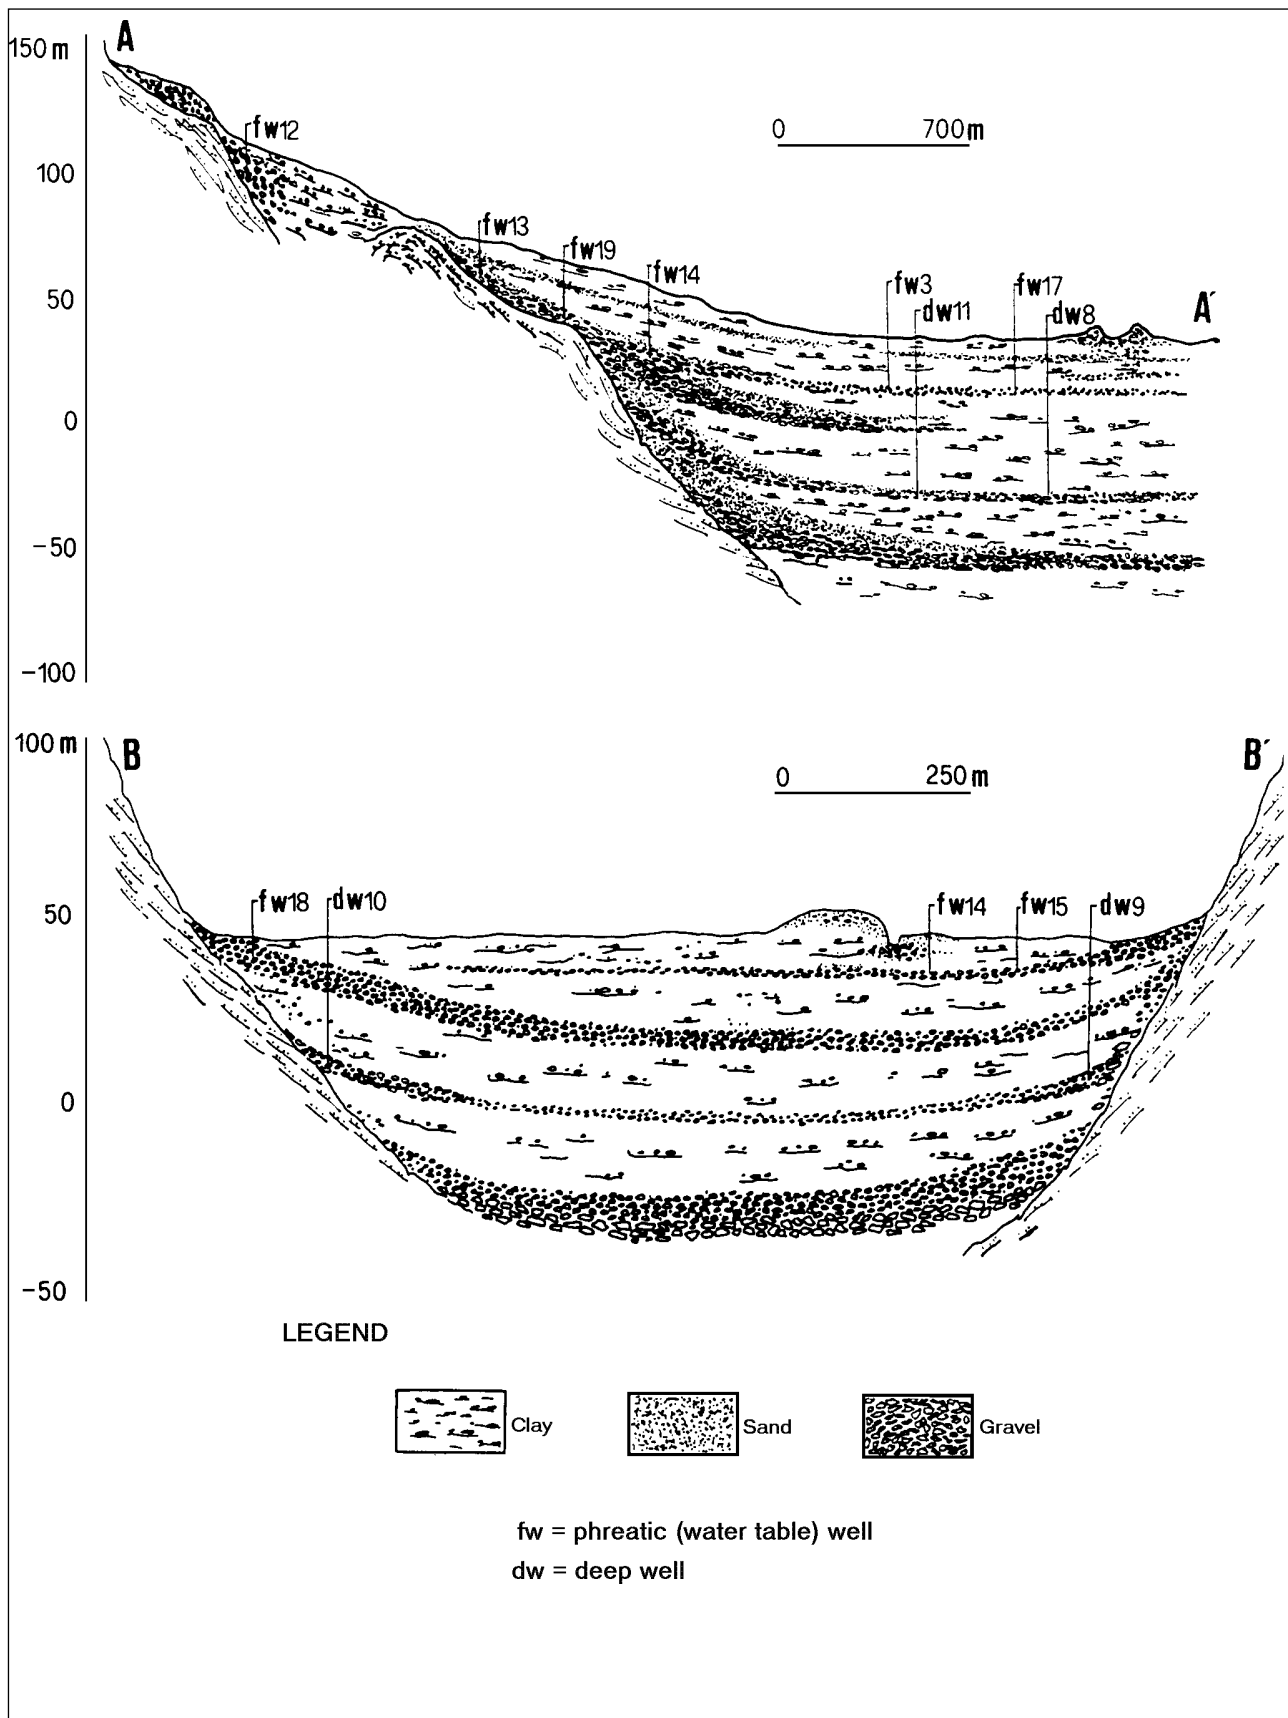 150 m A
fw12
0 700 m
100
fw13
fw19
fw14
fw3 fw17
50 dw11 dw8 A´
0
−50
−100
100 m B B´
0 250 m
50 fw18 dw10 fw14 fw15 dw9
0
−50
LEGEND
Clay Sand Gravel
fw = phreatic (water table) well
dw = deep well